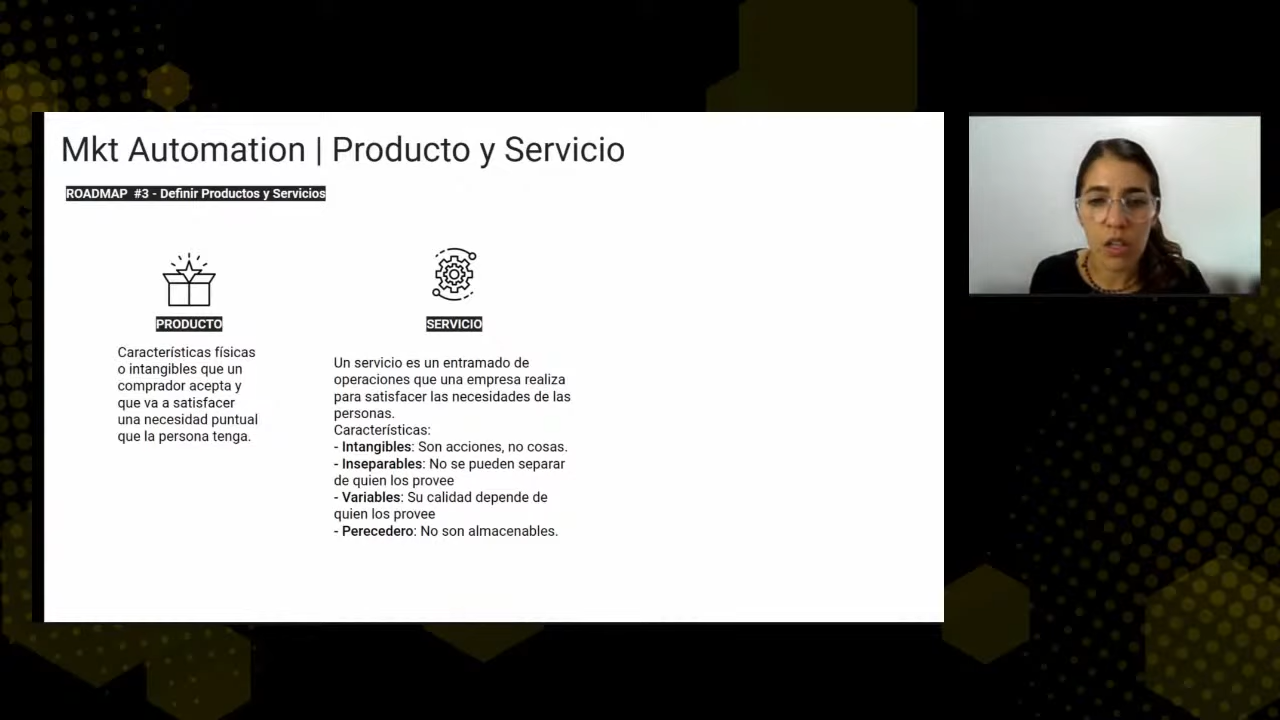 Mkt Automation | Producto y Servicio
ROADMAP #3 - Definir Productos y Servicios
PRODUCTO
Características físicas
o intangibles que un
comprador acepta y
que va a satisfacer
una necesidad puntual
que la persona tenga.
SERVICIO
Un servicio es un entramado de
operaciones que una empresa realiza
para satisfacer las necesidades de las
personas.
Características:
- Intangibles: Son acciones, no cosas.
- Inseparables: No se pueden separar
de quien los provee
- Variables: Su calidad depende de
quien los provee
- Perecedero: No son almacenables.